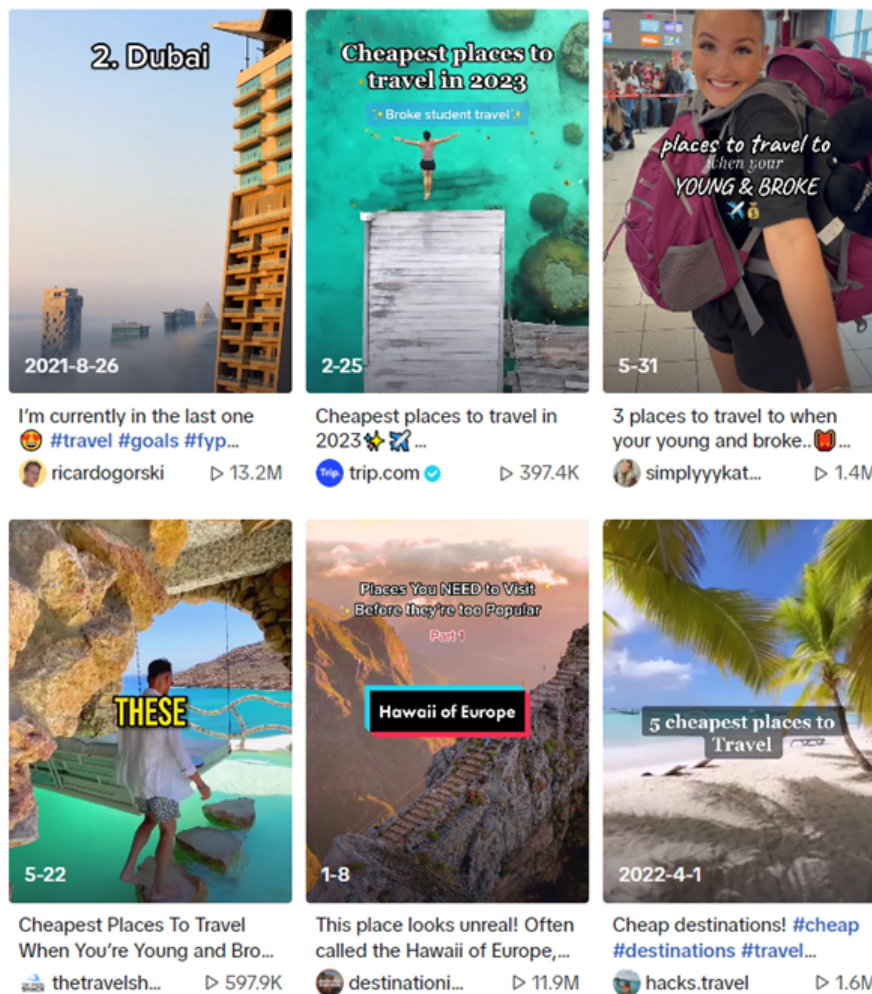 2. Dubai
2021-8-26
I'm currently in the last one
😍 #travel #goals #fyp...
ricardogorski
13.2M
Cheapest places to
travel in 2023
✨Broke student travel✨
2-25
Cheapest places to travel in
2023✨✈️...
Trip.
trip.com
397.4K
places to travel to
when your
YOUNG & BROKE
✈️💰
5-31
3 places to travel to when
your young and broke..🎒...
simplyyykat...
1.4M
THESE
5-22
Cheapest Places To Travel
When You're Young and Bro...
thetravelsh...
597.9K
Places You NEED to Visit
Before they're too Popular
Part 1
Hawaii of Europe
1-8
This place looks unreal! Often
called the Hawaii of Europe,...
destinationi...
11.9M
5 cheapest places to
Travel
2022-4-1
Cheap destinations! #cheap
#destinations #travel...
hacks.travel
1.6M